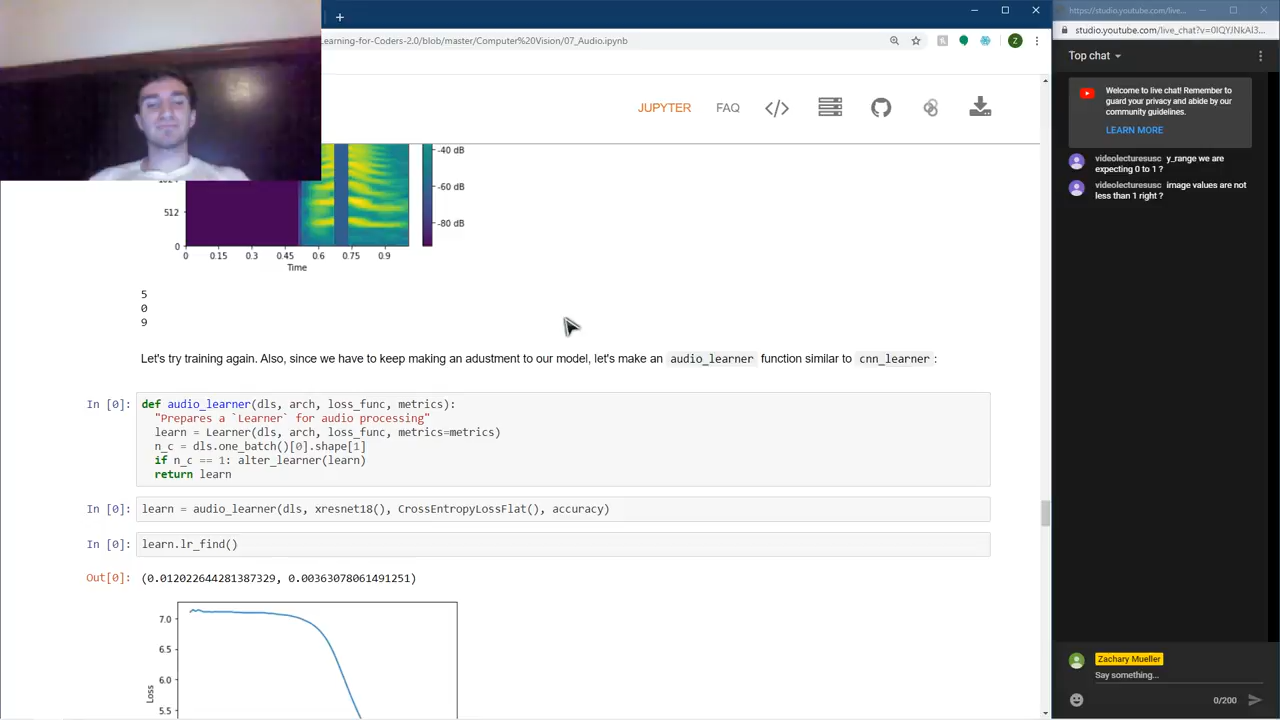 Learning-for-Coders-2.0/blob/master/Computer%20Vision/07_Audio.ipynb
JUPYTER FAQ
-40 dB
-60 dB
-80 dB
512
0
0 0.15 0.3 0.45 0.6 0.75 0.9
Time
5
0
9
Let's try training again. Also, since we have to keep making an adustment to our model, let's make an audio_learner function similar to cnn_learner :
In [0]: def audio_learner(dls, arch, loss_func, metrics):
"Prepares a `Learner` for audio processing"
learn = Learner(dls, arch, loss_func, metrics=metrics)
n_c = dls.one_batch()[0].shape[1]
if n_c == 1: alter_learner(learn)
return learn
In [0]: learn = audio_learner(dls, xresnet18(), CrossEntropyLossFlat(), accuracy)
In [0]: learn.lr_find()
Out[0]: (0.012022644281387329, 0.00363078061491251)
7.0
6.5
6.0
5.5
Loss
https://studio.youtube.com/live_...
studio.youtube.com/live_chat?v=0IQYJNkAI3...
Top chat
Welcome to live chat! Remember to
guard your privacy and abide by our
community guidelines.
LEARN MORE
videolecturesusc y_range we are
expecting 0 to 1 ?
videolecturesusc image values are not
less than 1 right ?
Zachary Mueller
Say something...
0/200